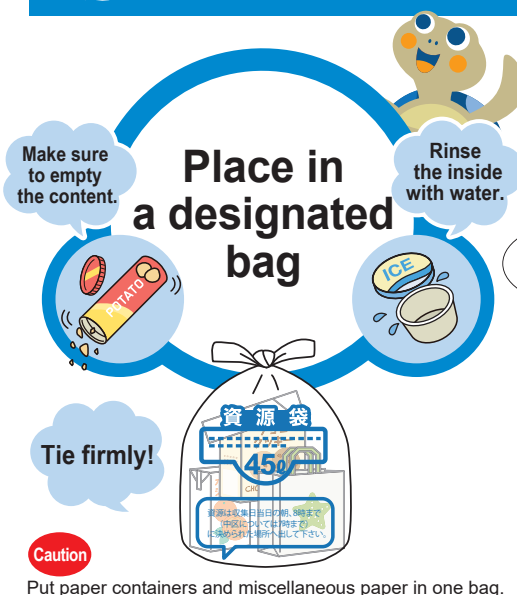 Make sure
to empty
the content.
Place in
a designated
bag
Rinse
the inside
with water.
POTATO
ICE
Tie firmly!
資源袋
45ℓ
資源は収集日当日の朝、8時まで
(中区については7時まで)
に決められた場所へ出して下さい。
Caution
Put paper containers and miscellaneous paper in one bag.